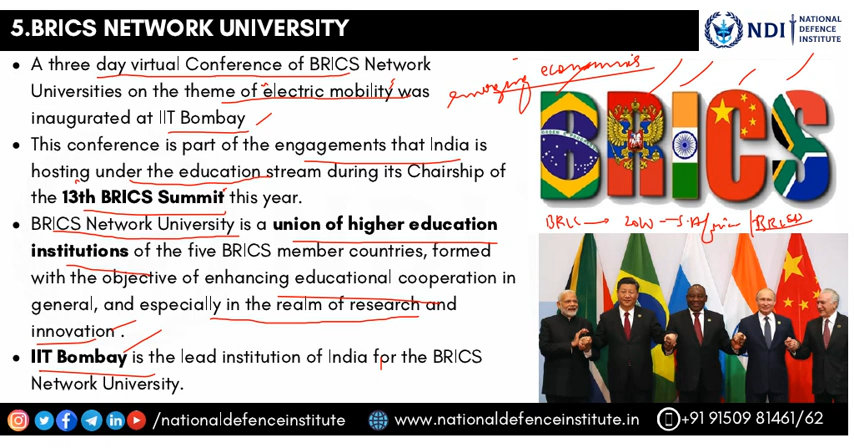 5.BRICS NETWORK UNIVERSITY
NDI
NATIONAL
DEFENCE
INSTITUTE
• A three day virtual Conference of BRICS Network
Universities on the theme of electric mobility was
inaugurated at IIT Bombay
• This conference is part of the engagements that India is
hosting under the education stream during its Chairship of
the 13th BRICS Summit this year.
• BRICS Network University is a union of higher education
institutions of the five BRICS member countries, formed
with the objective of enhancing educational cooperation in
general, and especially in the realm of research and
innovation .
• IIT Bombay is the lead institution of India for the BRICS
Network University.
emerging economies
BRICS
BRIC → S. Africa
/nationaldefenceinstitute
www.nationaldefenceinstitute.in
+91 91509 81461/62